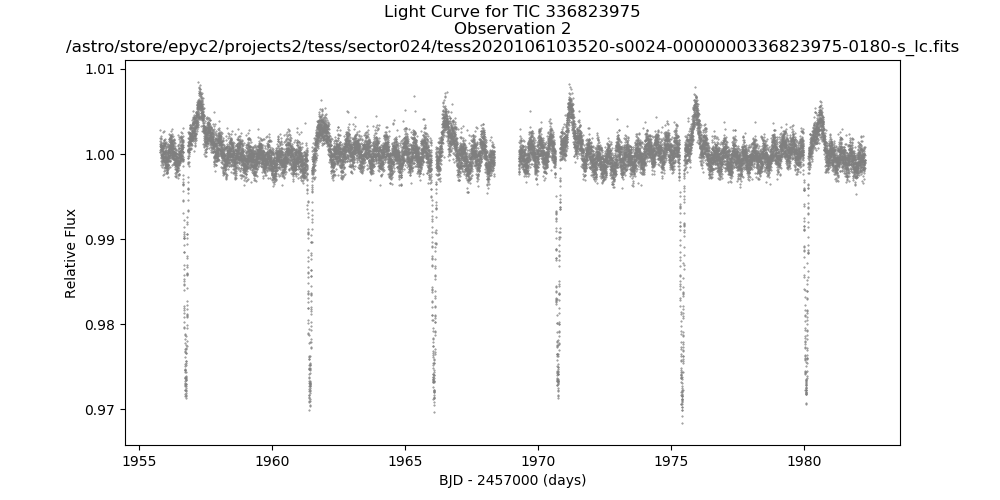 Light Curve for TIC 336823975
Observation 2
/astro/store/epyc2/projects2/tess/sector024/tess2020106103520-s0024-0000000336823975-0180-s_lc.fits
1.01
1.00
0.99
0.98
0.97
Relative Flux
1955 1960 1965 1970 1975 1980
BJD - 2457000 (days)